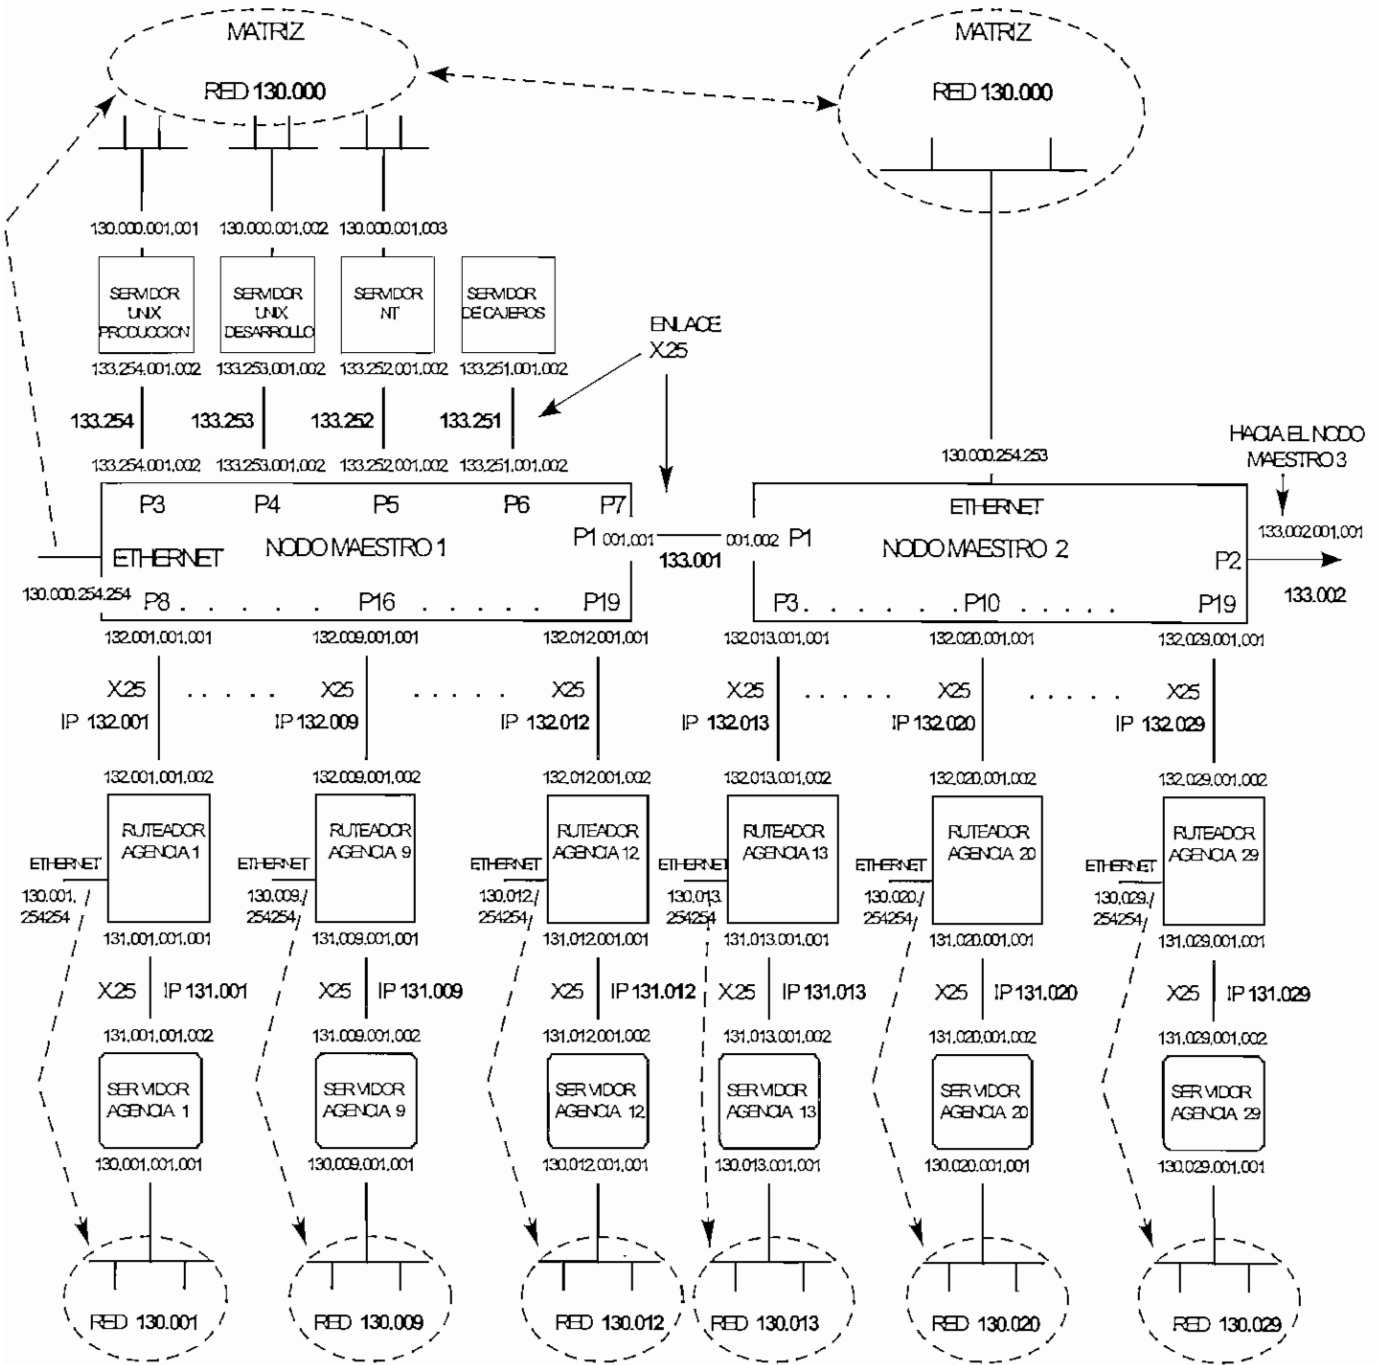 MATRIZ
RED 130.000
MATRIZ
RED 130.000
130.000.001.001
130.000.001.002
130.000.001.003
SERVIDOR
UNIX
PRODUCCION
SERVIDOR
UNIX
DESARROLLO
SERVIDOR
NT
SERVIDOR
DE CAJEROS
ENLACE
X.25
133.254.001.002
133.253.001.002
133.252.001.002
133.251.001.002
133.254
133.253
133.252
133.251
133.254.001.002
133.253.001.002
133.252.001.002
133.251.001.002
130.000.254.253
HACIA EL NODO
MAESTRO 3
133.002.001.001
133.002
P3
P4
P5
P6
P7
ETHERNET
NODO MAESTRO 1
P1
001.001
133.001
001.002
P1
ETHERNET
NODO MAESTRO 2
P2
130.000.254.254
P8 . . . . . P16 . . . . . P19
P3 . . . . . P10 . . . . . P19
132.001.001.001
132.009.001.001
132.012.001.001
132.013.001.001
132.020.001.001
132.029.001.001
X.25 . . . . . X.25 . . . . . X.25
X.25 . . . . . X.25 . . . . . X.25
IP 132.001
IP 132.009
IP 132.012
IP 132.013
IP 132.020
IP 132.029
132.001.001.002
132.009.001.002
132.012.001.002
132.013.001.002
132.020.001.002
132.029.001.002
RUTEADOR
AGENCIA 1
RUTEADOR
AGENCIA 9
RUTEADOR
AGENCIA 12
RUTEADOR
AGENCIA 13
RUTEADOR
AGENCIA 20
RUTEADOR
AGENCIA 29
ETHERNET
130.001.
254254
ETHERNET
130.009.
254254
ETHERNET
130.012.
254254
ETHERNET
130.013.
254254
ETHERNET
130.020.
254254
ETHERNET
130.029.
254254
131.001.001.001
131.009.001.001
131.012.001.001
131.013.001.001
131.020.001.001
131.029.001.001
X.25 IP 131.001
X.25 IP 131.009
X.25 IP 131.012
X.25 IP 131.013
X.25 IP 131.020
X.25 IP 131.029
131.001.001.002
131.009.001.002
131.012.001.002
131.013.001.002
131.020.001.002
131.029.001.002
SERVIDOR
AGENCIA 1
SERVIDOR
AGENCIA 9
SERVIDOR
AGENCIA 12
SERVIDOR
AGENCIA 13
SERVIDOR
AGENCIA 20
SERVIDOR
AGENCIA 29
130.001.001.001
130.009.001.001
130.012.001.001
130.013.001.001
130.020.001.001
130.029.001.001
RED 130.001
RED 130.009
RED 130.012
RED 130.013
RED 130.020
RED 130.029